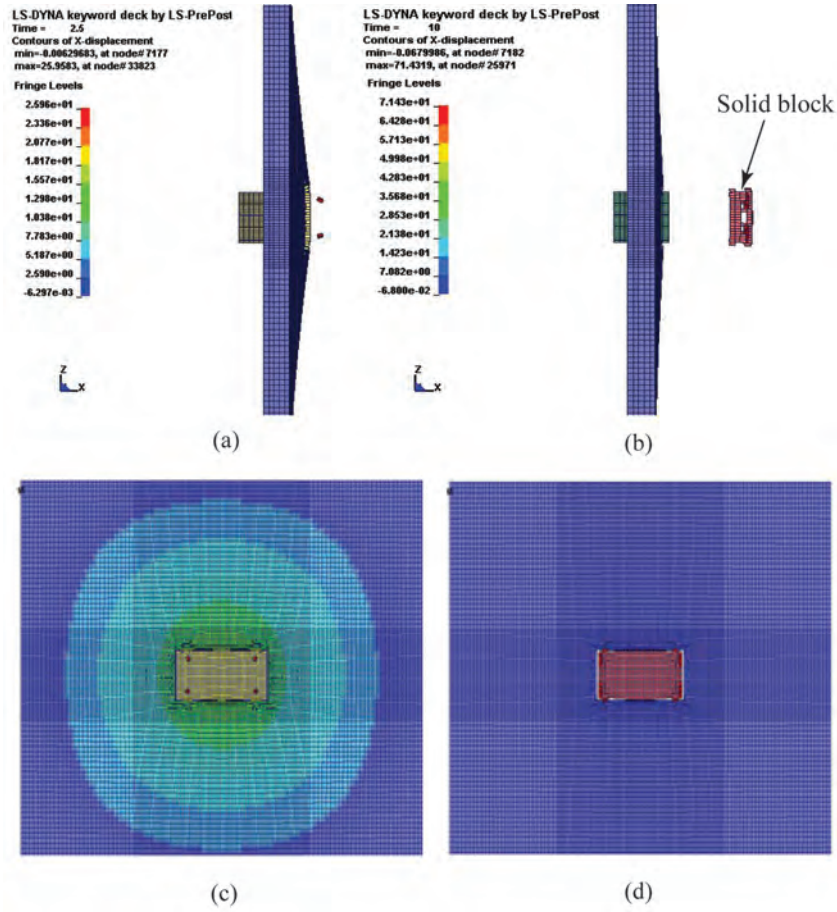 LS-DYNA keyword deck by LS-PrePost
Time = 2.5
Contours of X-displacement
min=-0.00629683, at node# 7177
max=25.9583, at node# 33823
Fringe Levels
2.596e+01
2.336e+01
2.077e+01
1.817e+01
1.557e+01
1.298e+01
1.038e+01
7.783e+00
5.187e+00
2.590e+00
-6.297e-03
Z
X
(a)
LS-DYNA keyword deck by LS-PrePost
Time = 10
Contours of X-displacement
min=-0.0679986, at node# 7182
max=71.4319, at node# 25971
Fringe Levels
7.143e+01
6.428e+01
5.713e+01
4.998e+01
4.283e+01
3.568e+01
2.853e+01
2.138e+01
1.423e+01
7.082e+00
-6.800e-02
Solid block
Z
X
(b)
(c)
(d)